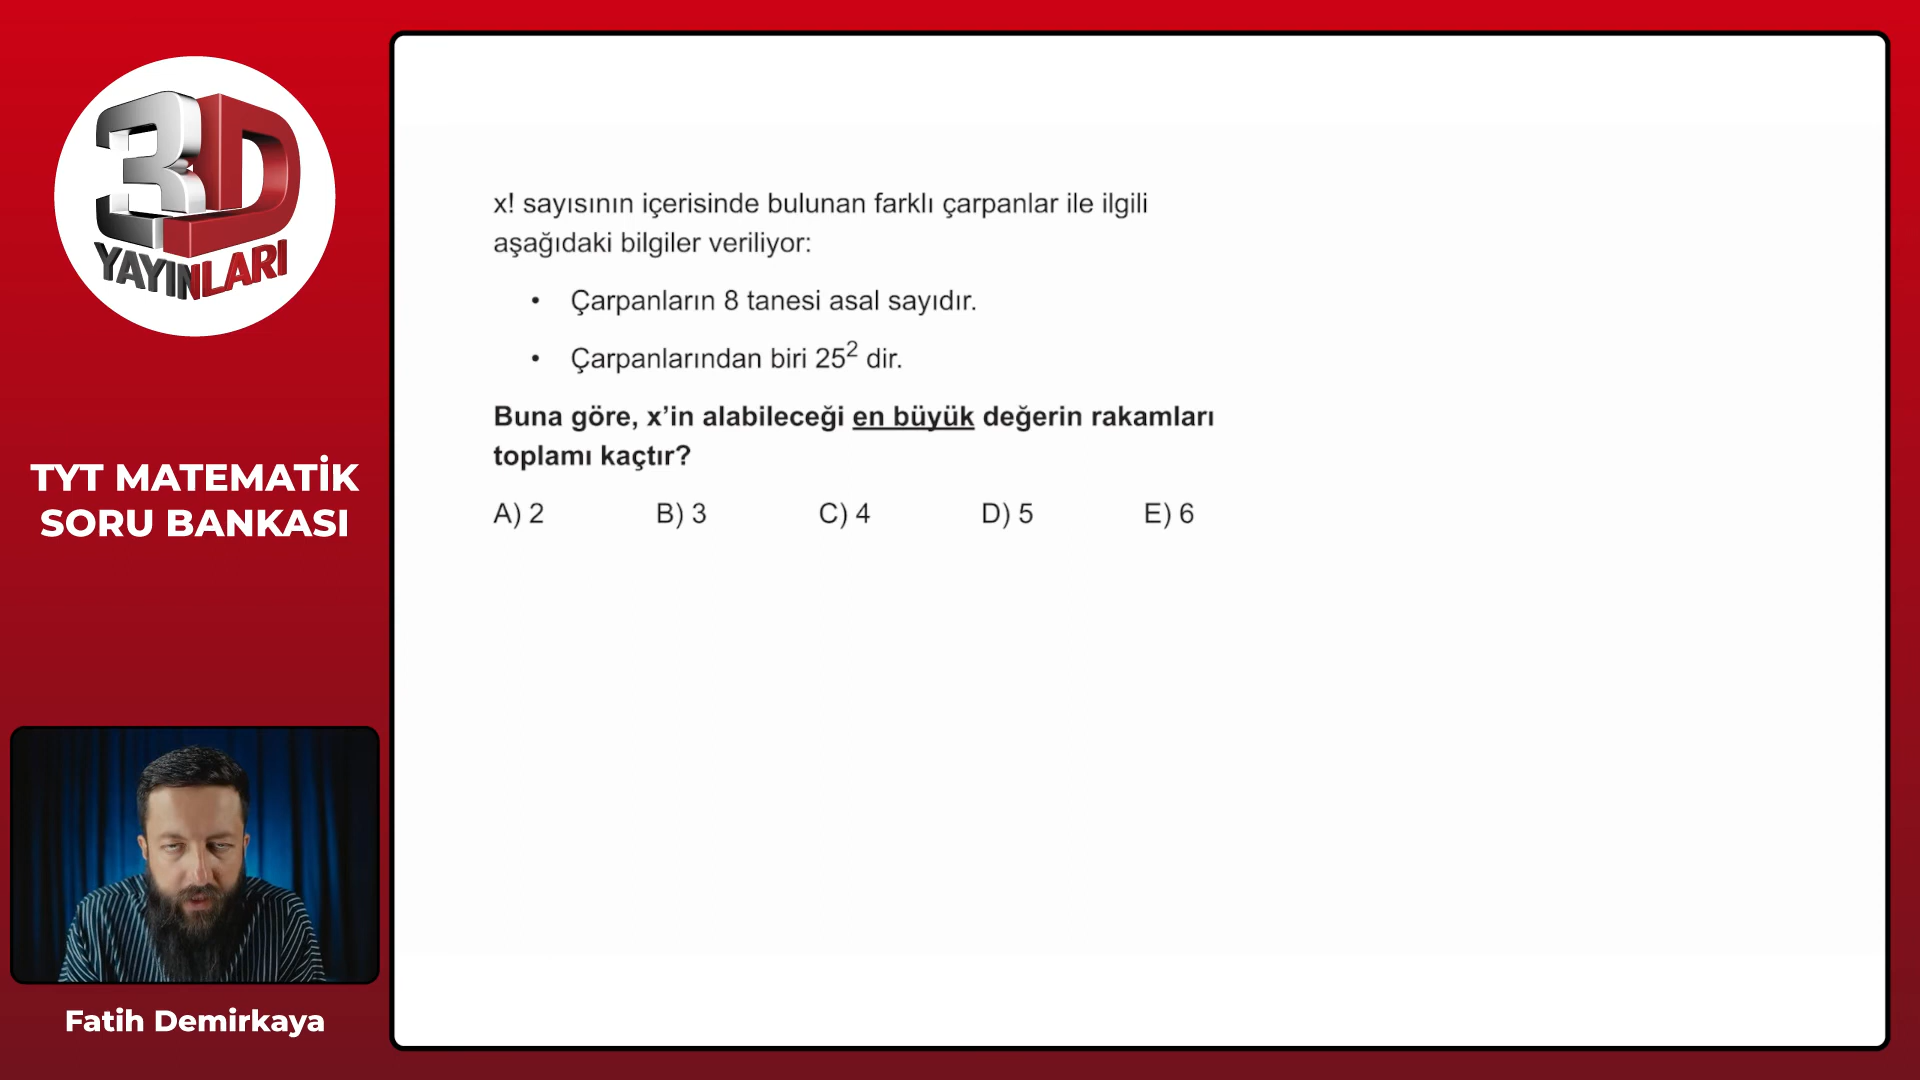 3D
YAYINLARI
TYT MATEMATİK
SORU BANKASI
Fatih Demirkaya
x! sayısının içerisinde bulunan farklı çarpanlar ile ilgili
aşağıdaki bilgiler veriliyor:
• Çarpanların 8 tanesi asal sayıdır.
• Çarpanlarından biri 25² dir.
Buna göre, x’in alabileceği en büyük değerin rakamları
toplamı kaçtır?
A) 2 B) 3 C) 4 D) 5 E) 6